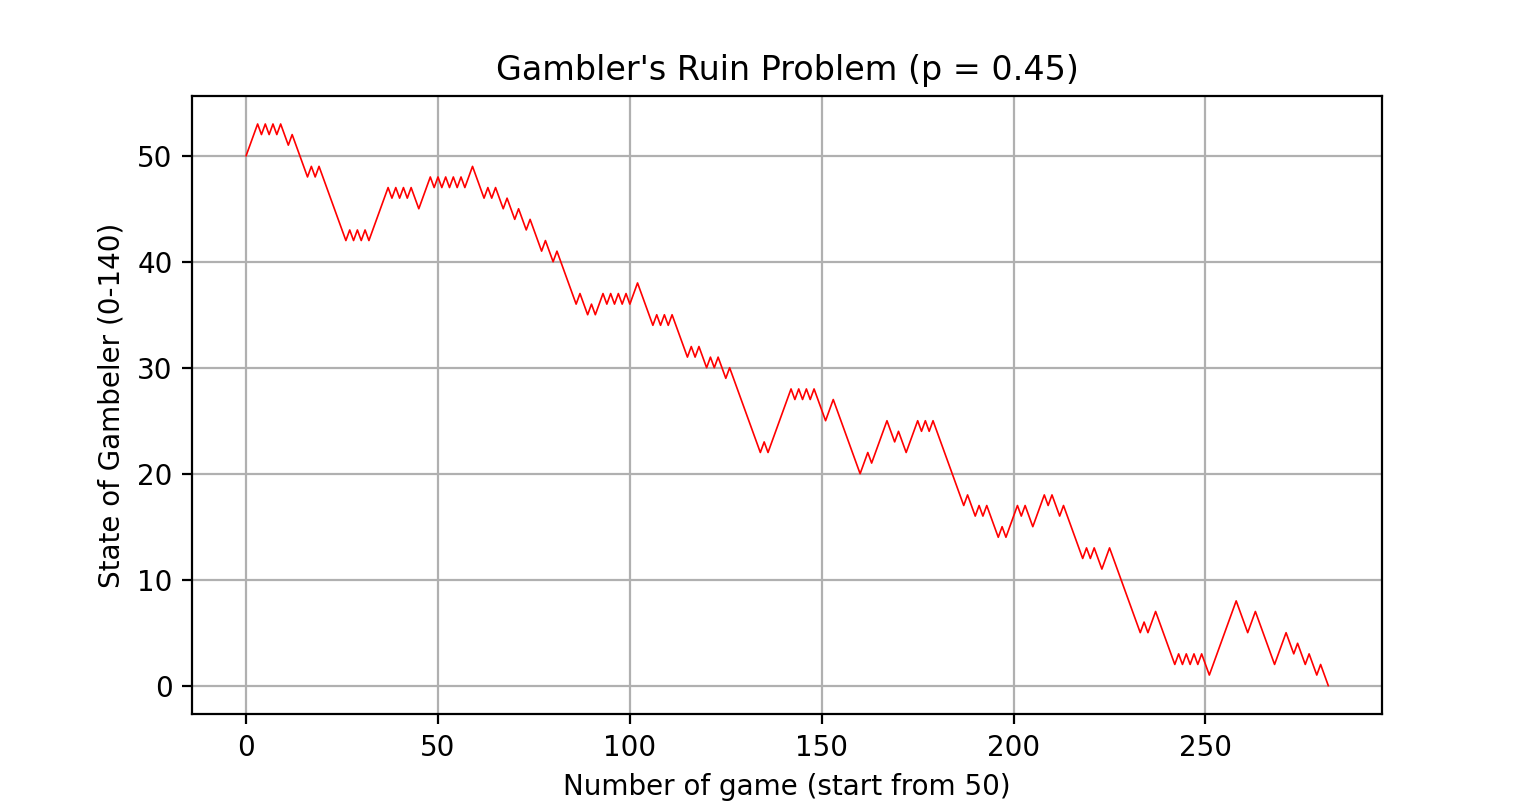 Gambler's Ruin Problem (p = 0.45)
State of Gambeler (0-140)
50
40
30
20
10
0
0 50 100 150 200 250
Number of game (start from 50)